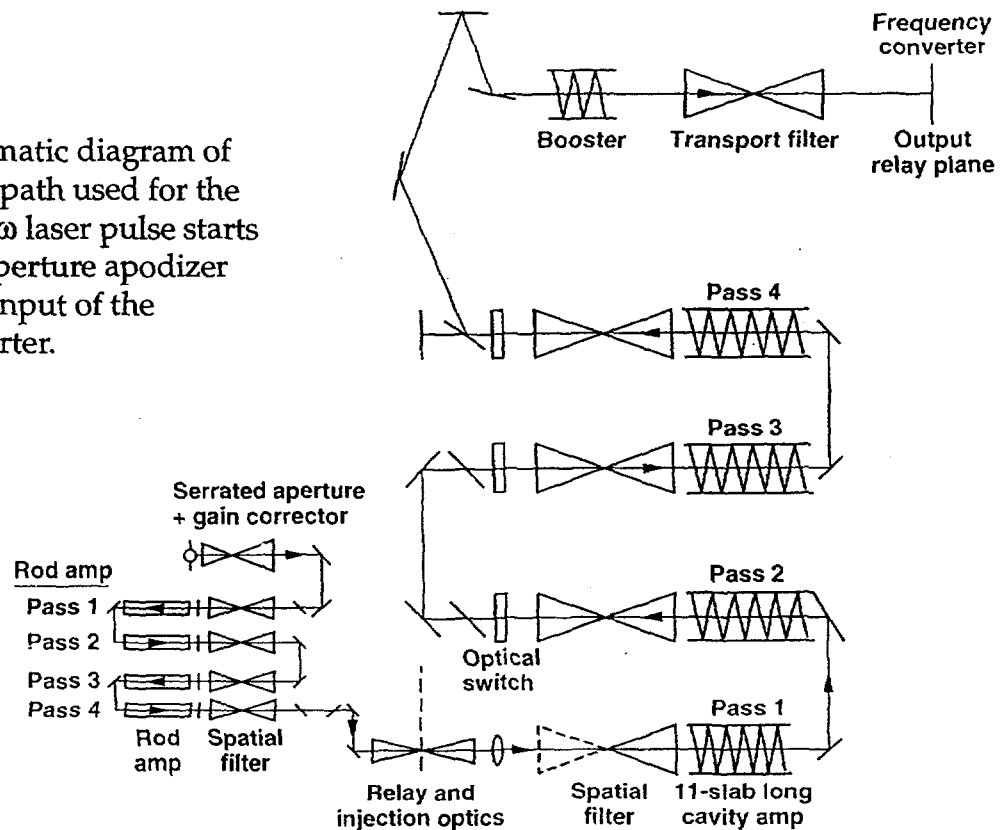 Frequency
converter
Booster
Transport filter
Output
relay plane
matic diagram of
path used for the
ω laser pulse starts
perture apodizer
input of the
rter.
Pass 4
Pass 3
Serrated aperture
+ gain corrector
Rod amp
Pass 1
Pass 2
Pass 3
Pass 4
Rod
amp
Spatial
filter
Pass 2
Optical
switch
Pass 1
Relay and
injection optics
Spatial
filter
11-slab long
cavity amp